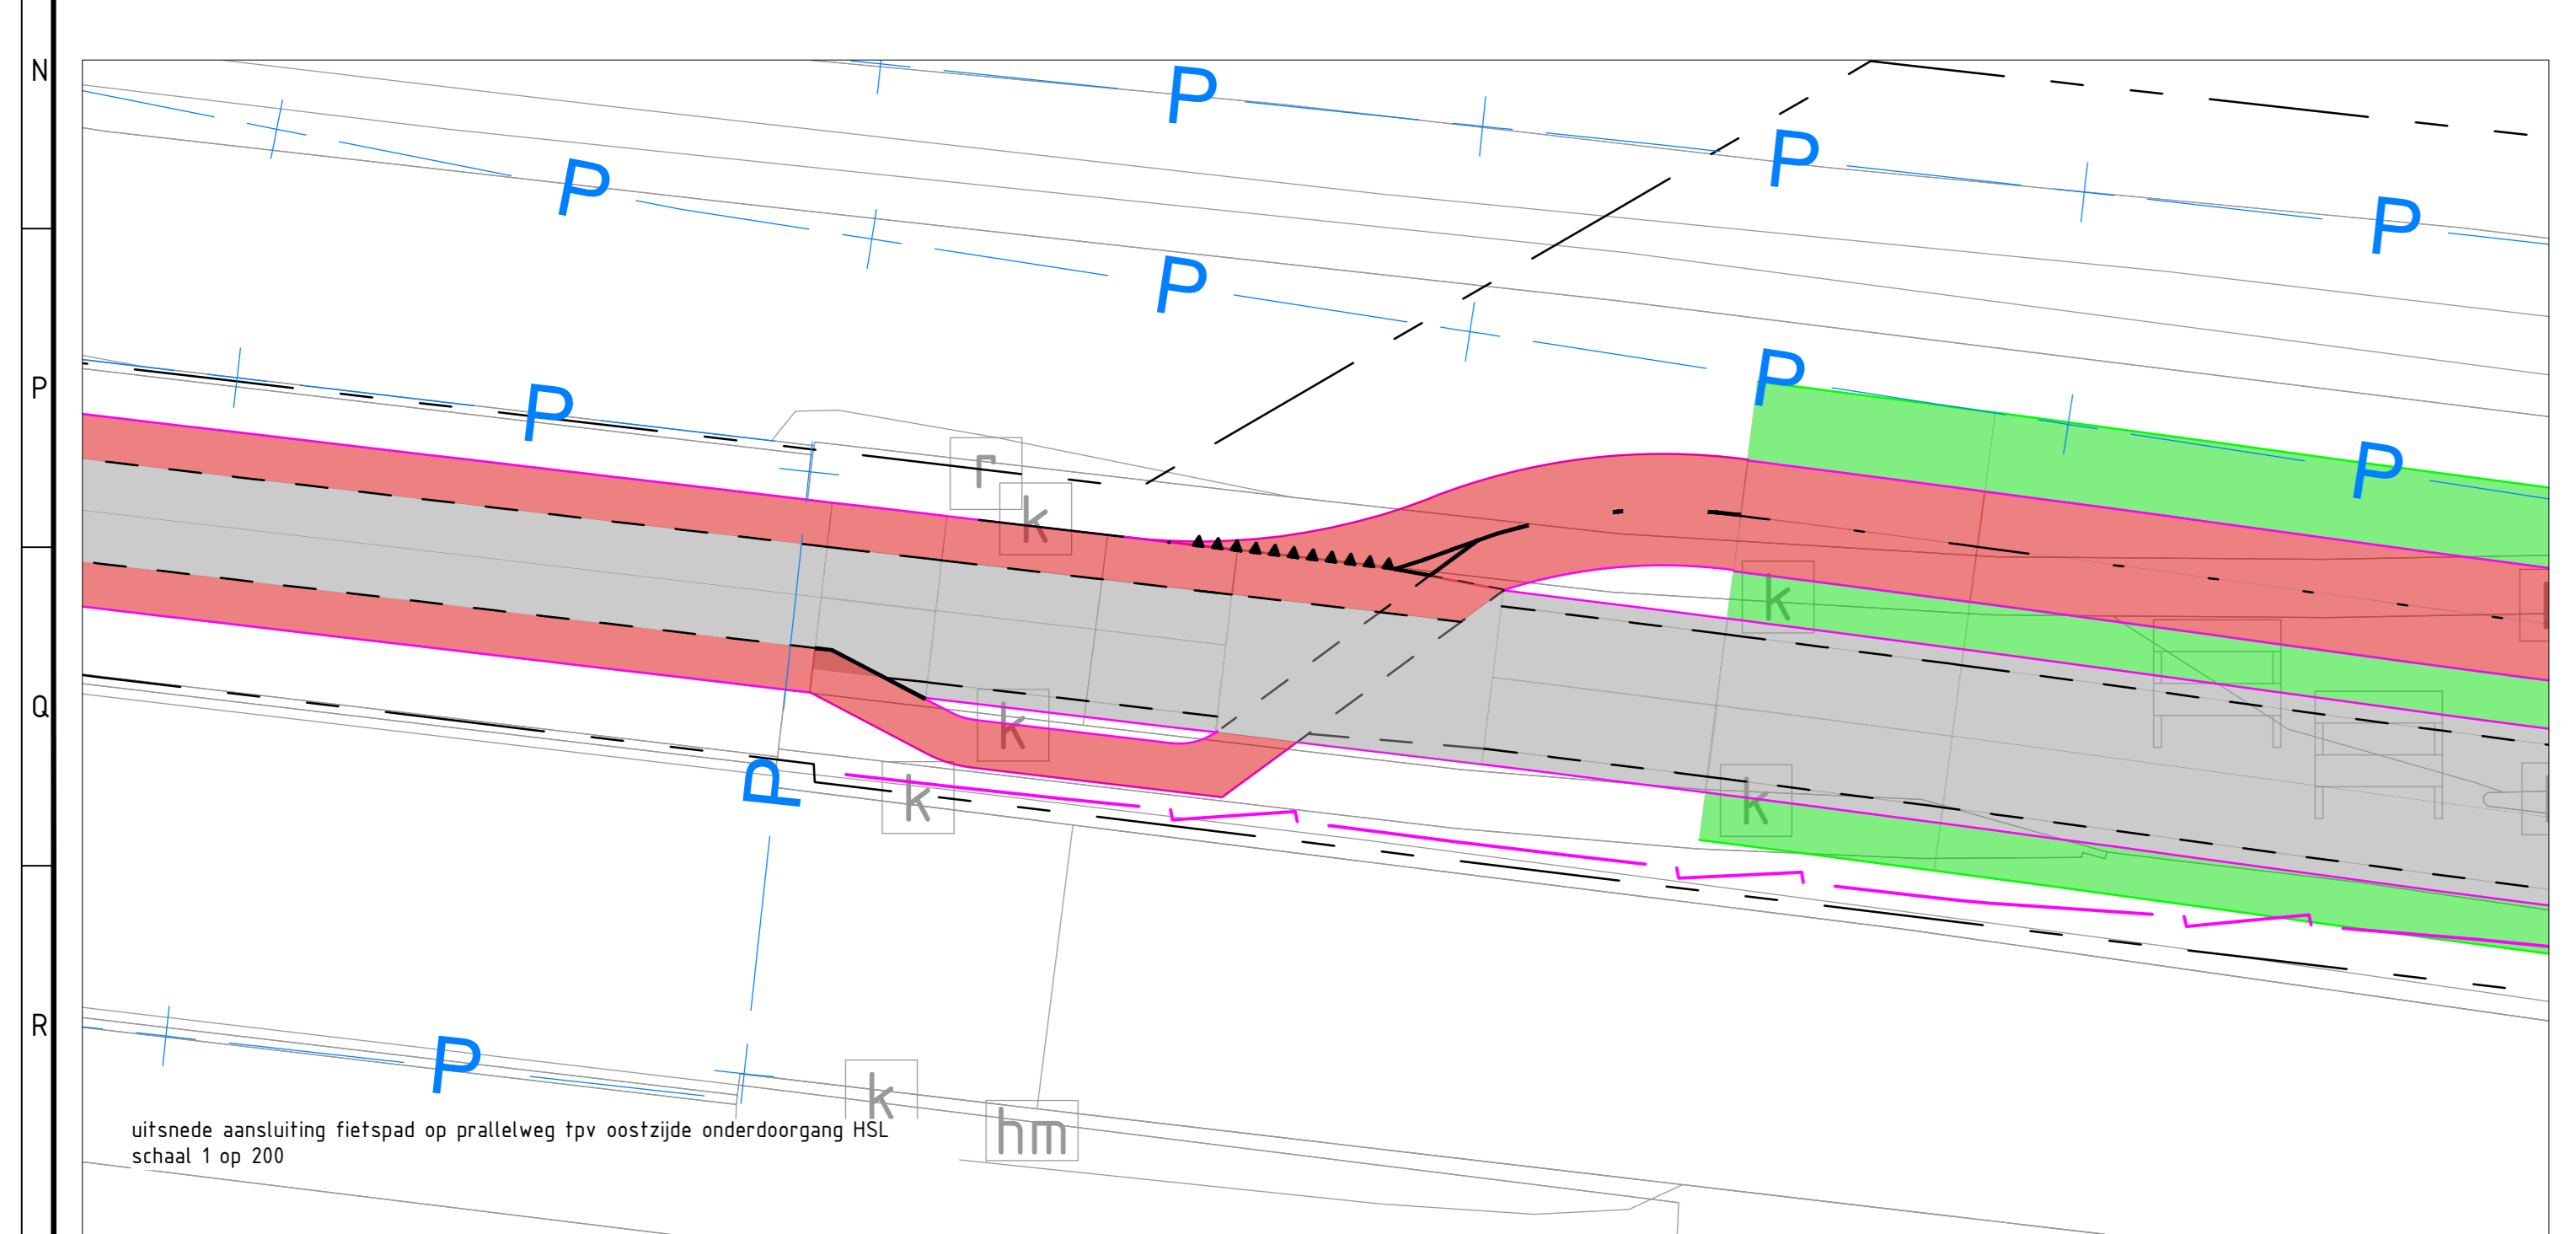 N
P
P
P
P
P
P
P
P
P
r
k
k
k
Q
k
k
P
k
R
P
k
hm
uitsnede aansluiting fietspad op prallelweg tpv oostzijde onderdoorgang HSL
schaal 1 op 200